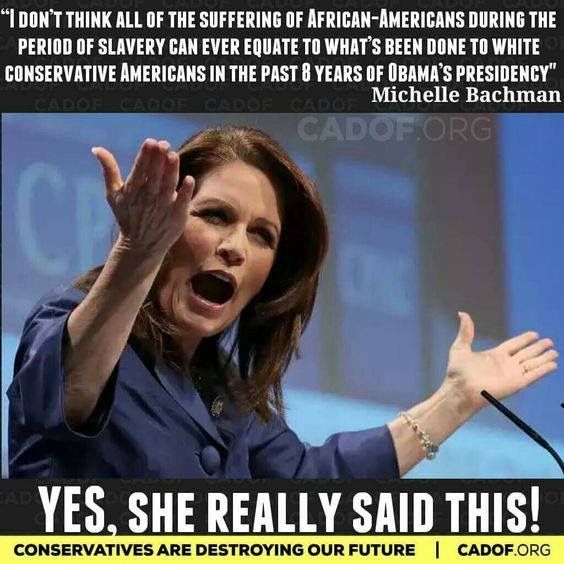 “I DON'T THINK ALL OF THE SUFFERING OF AFRICAN-AMERICANS DURING THE
PERIOD OF SLAVERY CAN EVER EQUATE TO WHAT'S BEEN DONE TO WHITE
CONSERVATIVE AMERICANS IN THE PAST 8 YEARS OF OBAMA'S PRESIDENCY"
Michelle Bachman
CADOF.ORG
CP
YES, SHE REALLY SAID THIS!
CONSERVATIVES ARE DESTROYING OUR FUTURE | CADOF.ORG